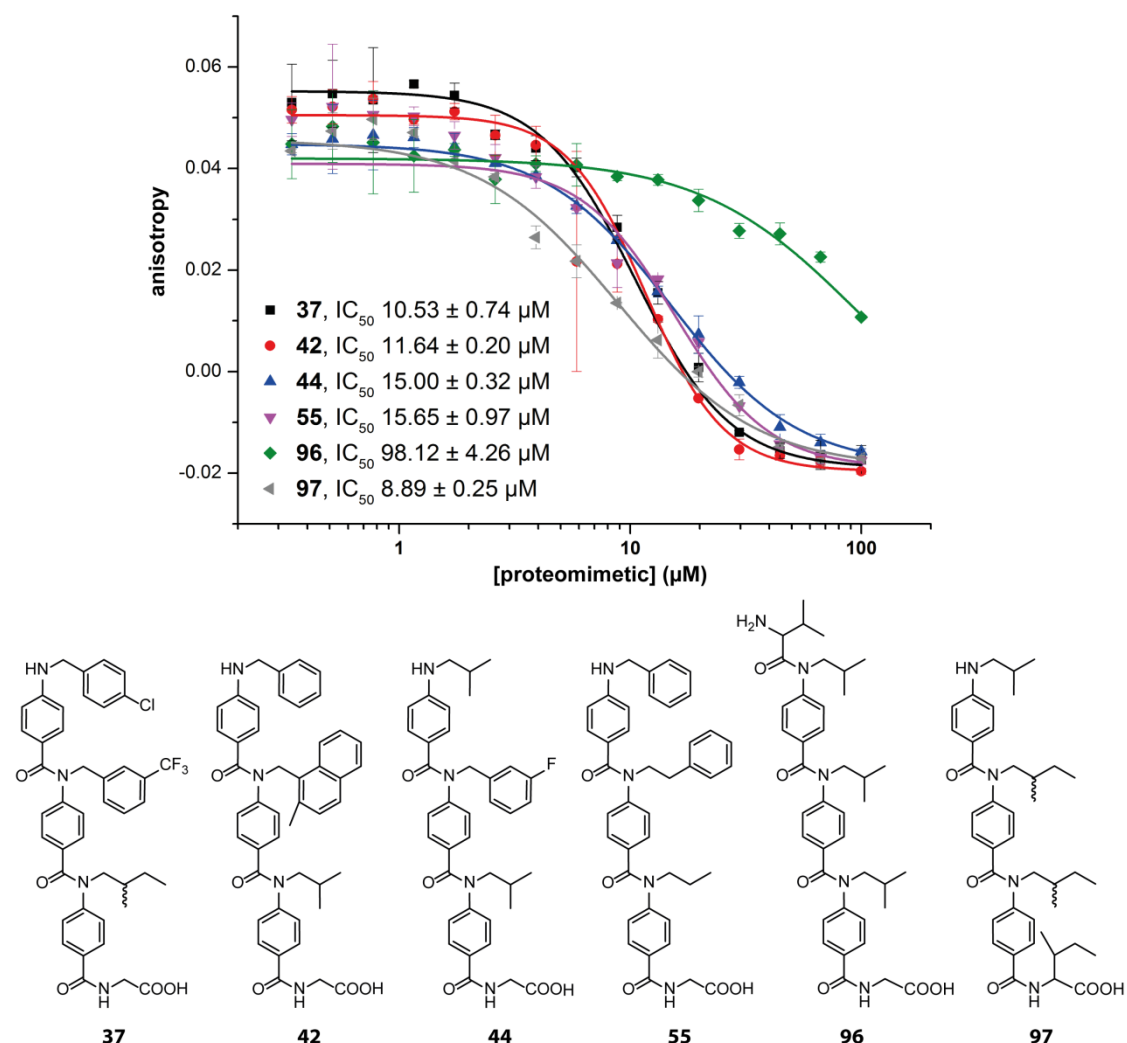 0.06
0.04
0.02
0.00
-0.02
anisotropy
37, IC50 10.53 ± 0.74 µM
42, IC50 11.64 ± 0.20 µM
44, IC50 15.00 ± 0.32 µM
55, IC50 15.65 ± 0.97 µM
96, IC50 98.12 ± 4.26 µM
97, IC50 8.89 ± 0.25 µM
1 10 100
[proteomimetic] (µM)
HN
Cl
O
N
CF3
O
N
O
N
H
COOH
37
HN
O
N
O
N
O
N
H
COOH
42
HN
O
N
F
O
N
O
N
H
COOH
44
HN
O
N
O
N
O
N
H
COOH
55
H2N
O
N
O
N
O
N
O
N
H
COOH
96
HN
O
N
O
N
O
N
H
COOH
97